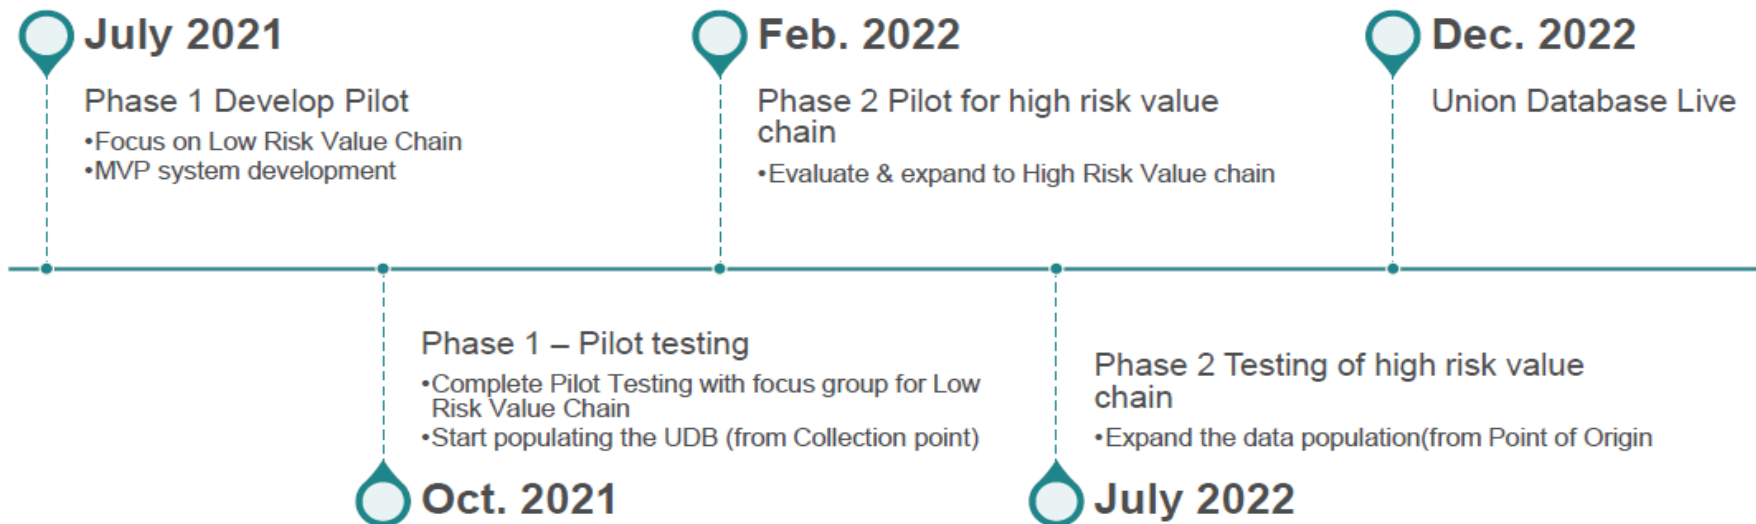 July 2021
Phase 1 Develop Pilot
•Focus on Low Risk Value Chain
•MVP system development
Feb. 2022
Phase 2 Pilot for high risk value
chain
•Evaluate & expand to High Risk Value chain
Dec. 2022
Union Database Live
Phase 1 – Pilot testing
•Complete Pilot Testing with focus group for Low
Risk Value Chain
•Start populating the UDB (from Collection point)
Oct. 2021
Phase 2 Testing of high risk value
chain
•Expand the data population(from Point of Origin
July 2022